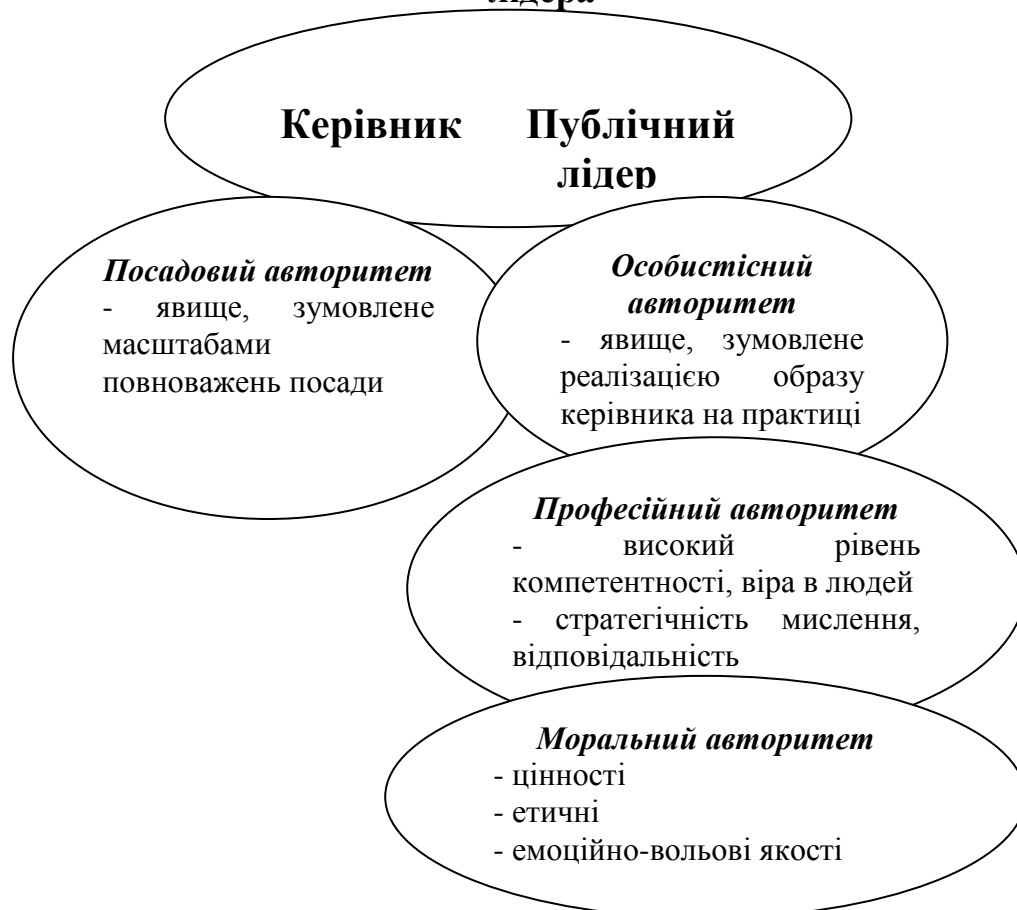 лідера
Керівник Публічний
лідер
Посадовий авторитет
- явище, зумовлене
масштабами
повноважень посади
Особистісний
авторитет
- явище, зумовлене
реалізацією образу
керівника на практиці
Професійний авторитет
- високий рівень
компетентності, віра в людей
- стратегічність мислення,
відповідальність
Моральний авторитет
- цінності
- етичні
- емоційно-вольові якості